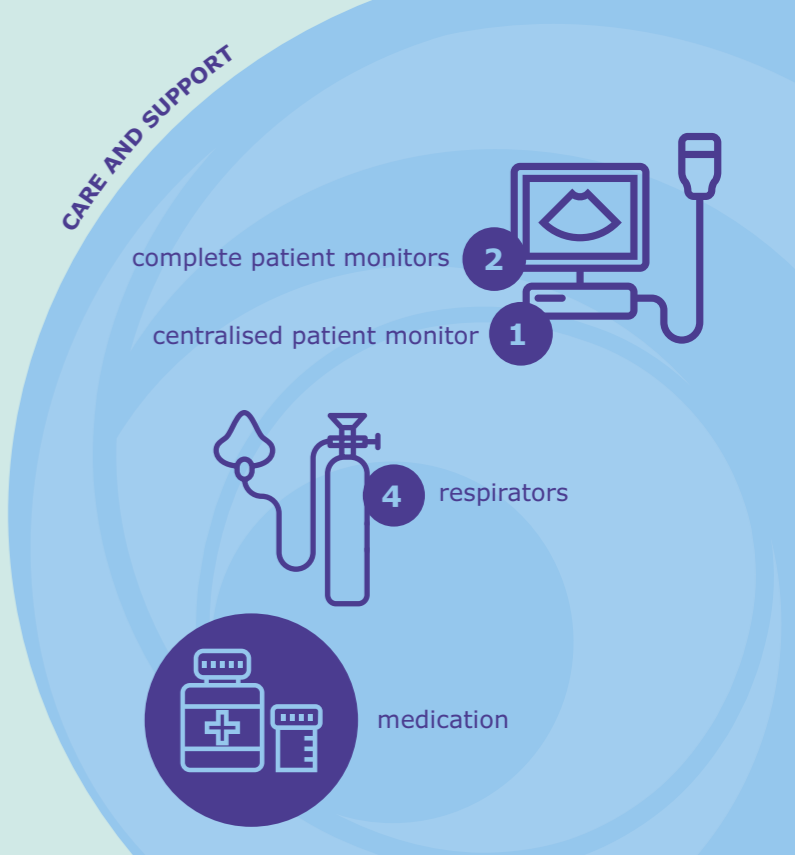 CARE AND SUPPORT
complete patient monitors 2
centralised patient monitor 1
4 respirators
medication